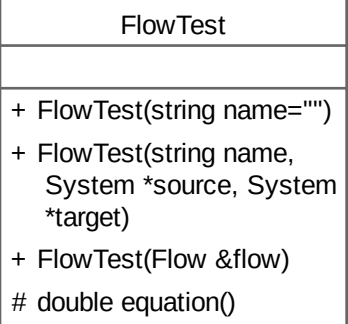 FlowTest
+ FlowTest(string name="")
+ FlowTest(string name,
System *source, System
*target)
+ FlowTest(Flow &flow)
# double equation()